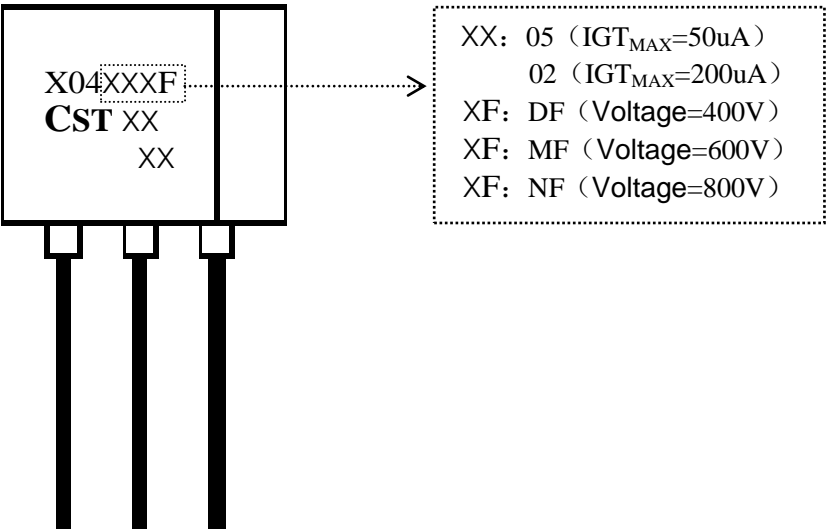 X04XXXF
CST XX
XX
XX：05（IGTMAX=50uA）
02（IGTMAX=200uA）
XF：DF（Voltage=400V）
XF：MF（Voltage=600V）
XF：NF（Voltage=800V）